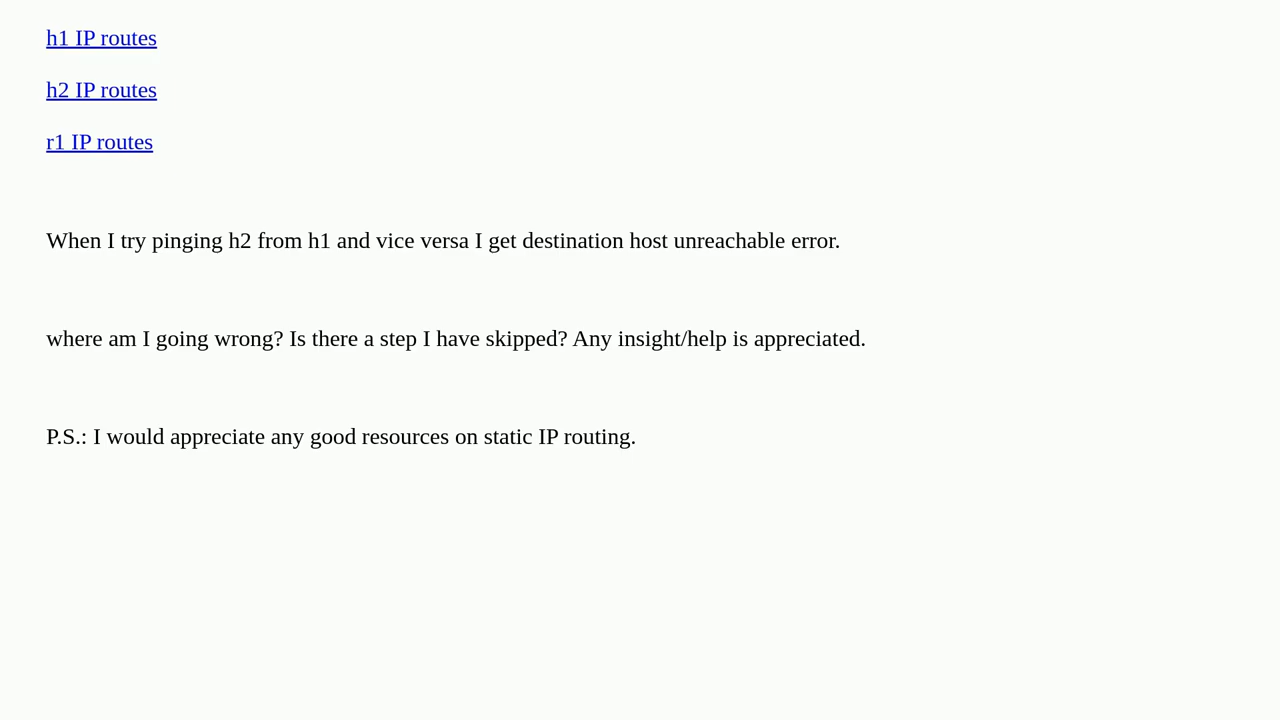 h1 IP routes
h2 IP routes
r1 IP routes
When I try pinging h2 from h1 and vice versa I get destination host unreachable error.
where am I going wrong? Is there a step I have skipped? Any insight/help is appreciated.
P.S.: I would appreciate any good resources on static IP routing.